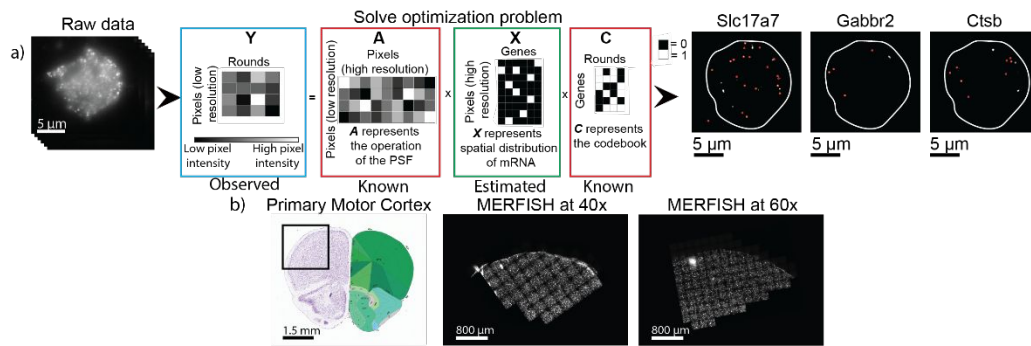 Solve optimization problem
a)
Raw data
5 µm
Y
Rounds
Pixels (low
resolution)
Low pixel
intensity
High pixel
intensity
Observed
=
A
Pixels
(high resolution)
Pixels (low resolution)
A represents
the operation
of the PSF
Known
x
X
Genes
Pixels (high
resolution)
X represents
spatial distribution
of mRNA
Estimated
x
C
Rounds
Genes
C represents
the codebook
Known
= 0
= 1
Slc17a7
5 µm
Gabbr2
5 µm
Ctsb
5 µm
b)
Primary Motor Cortex
1.5 mm
MERFISH at 40x
800 µm
MERFISH at 60x
800 µm